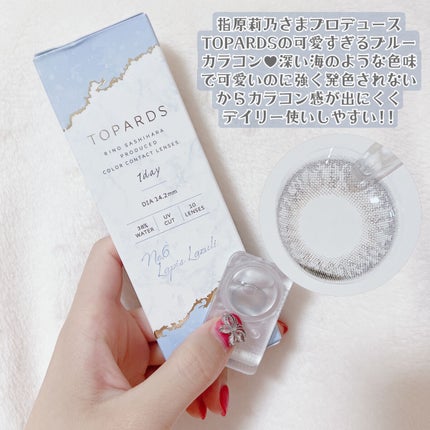 指原莉乃さまプロデュース
TOPARDSの可愛すぎるブルー
カラコン♥深い海のような色味
で可愛いのに強く発色されない
からカラコン感が出にくく
デイリー使いしやすい!!
TOPARDS
RINO SASHIHARA
PRODUCED
COLOR CONTACT LENSES
1day
DIA 14.2mm
38% WATER
UV CUT
10 LENSES
No6
Lapis Lazuli